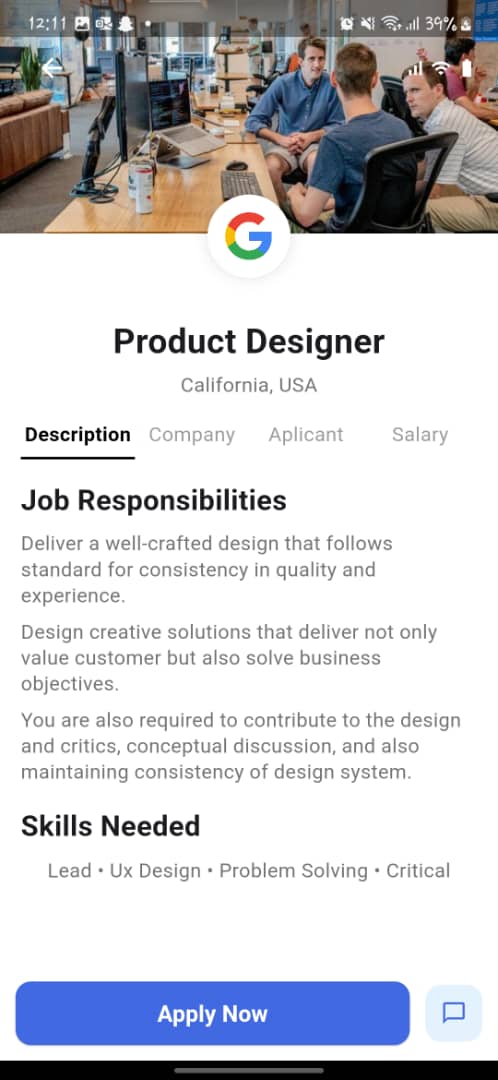 12:11
39%
Product Designer
California, USA
Description Company Aplicant Salary
Job Responsibilities
Deliver a well-crafted design that follows
standard for consistency in quality and
experience.
Design creative solutions that deliver not only
value customer but also solve business
objectives.
You are also required to contribute to the design
and critics, conceptual discussion, and also
maintaining consistency of design system.
Skills Needed
Lead • Ux Design • Problem Solving • Critical
Apply Now